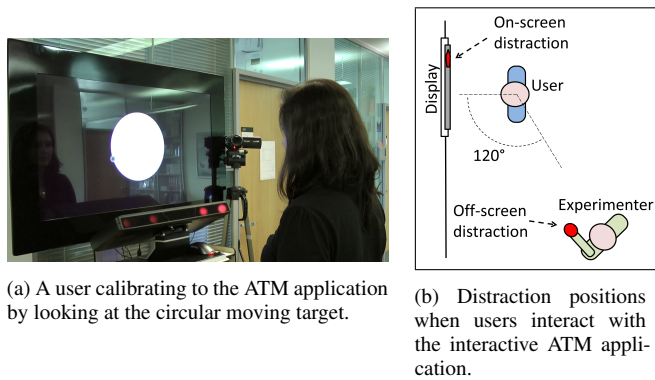 On-screen
distraction
User
Display
120°
Experimenter
Off-screen
distraction
(a) A user calibrating to the ATM application
by looking at the circular moving target.
(b) Distraction positions
when users interact with
the interactive ATM appli-
cation.